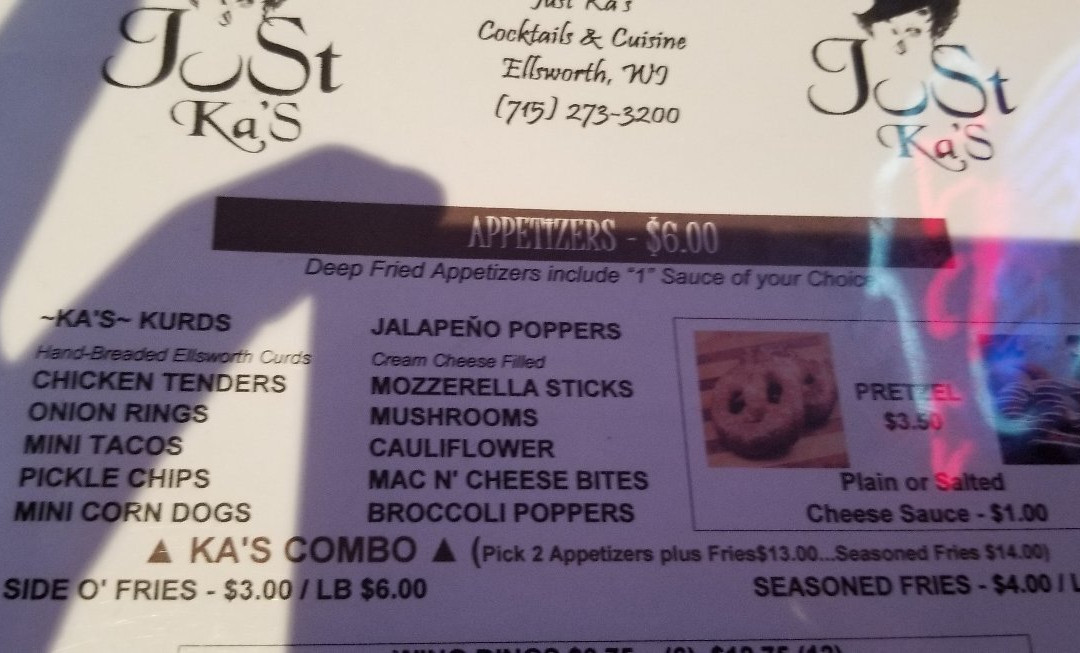 Just Ka's
JuSt
Ka'S
Cocktails & Cuisine
Ellsworth, WI
(715) 273-3200
JuSt
Ka'S
APPETIZERS - $6.00
Deep Fried Appetizers include "1" Sauce of your Choice
~KA'S~ KURDS
Hand-Breaded Ellsworth Curds
CHICKEN TENDERS
ONION RINGS
MINI TACOS
PICKLE CHIPS
MINI CORN DOGS
JALAPEÑO POPPERS
Cream Cheese Filled
MOZZERELLA STICKS
MUSHROOMS
CAULIFLOWER
MAC N' CHEESE BITES
BROCCOLI POPPERS
PRETZEL
$3.50
Plain or Salted
Cheese Sauce - $1.00
▲ KA'S COMBO ▲ (Pick 2 Appetizers plus Fries$13.00...Seasoned Fries $14.00)
SIDE O' FRIES - $3.00 / LB $6.00
SEASONED FRIES - $4.00 / L